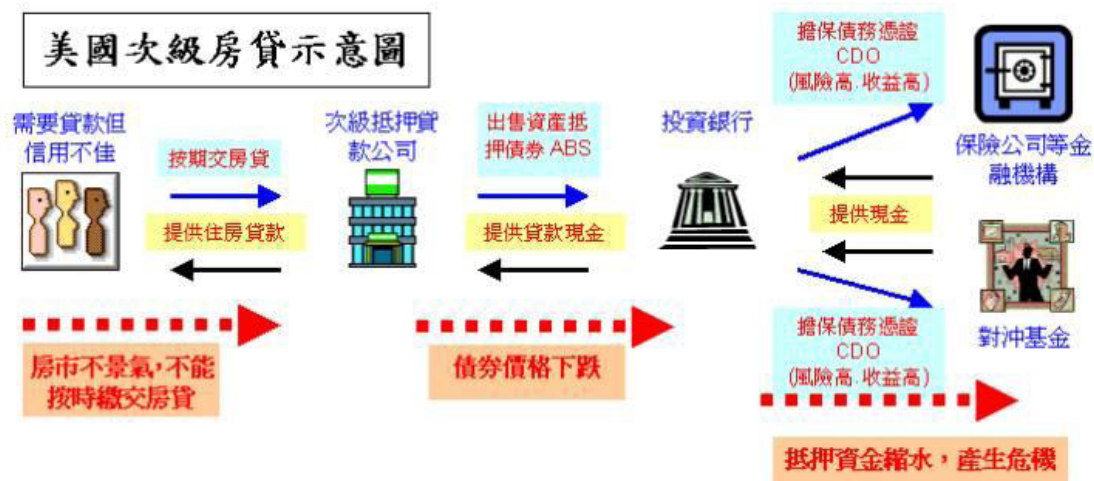 美國次級房貸示意圖
需要貸款但
信用不佳
按期交房貸
提供住房貸款
次級抵押貸
款公司
出售資產抵
押債券 ABS
提供貸款現金
投資銀行
擔保債務憑證
CDO
(風險高.收益高)
保險公司等金
融機構
提供現金
擔保債務憑證
CDO
(風險高.收益高)
對沖基金
房市不景氣,不能
按時繳交房貸
債券價格下跌
抵押資金縮水，產生危機